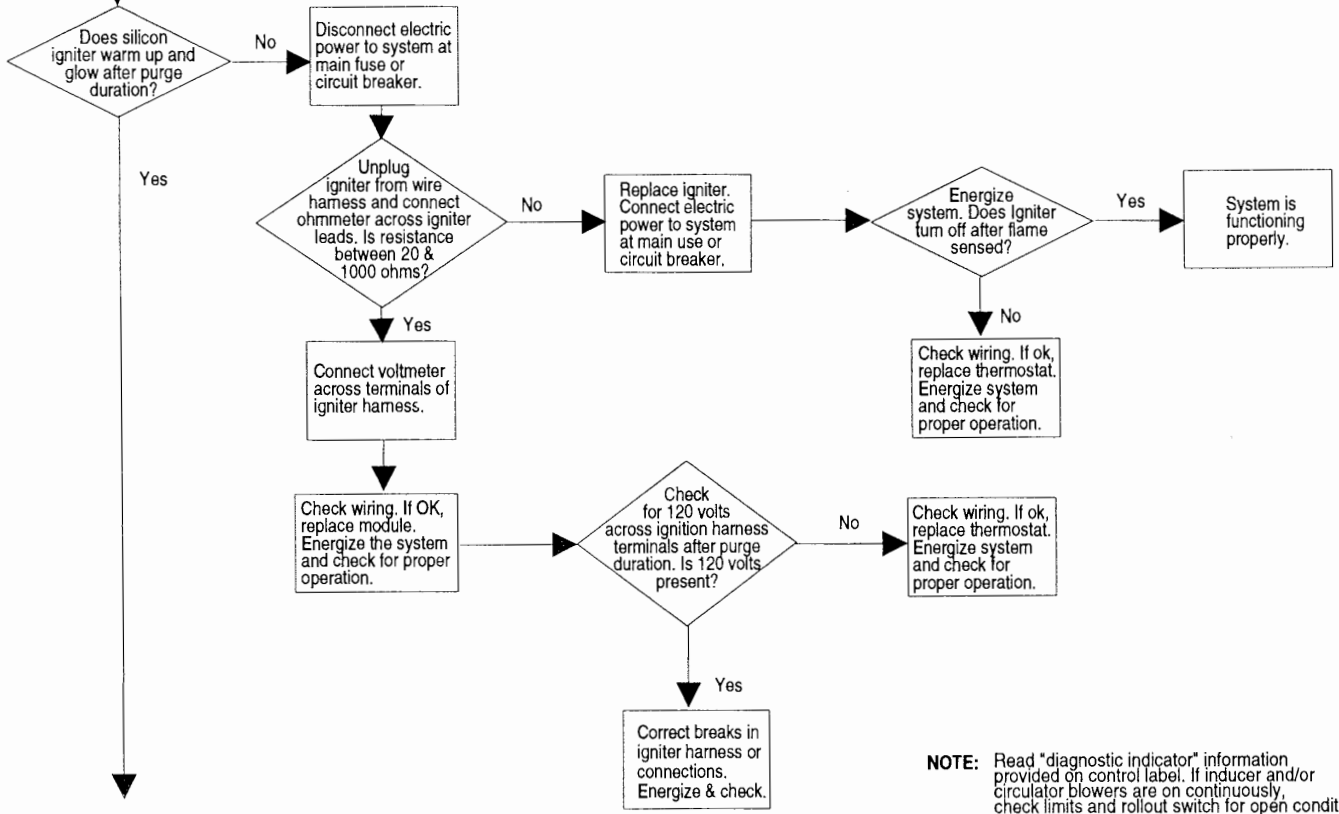 Does silicon
igniter warm up and
glow after purge
duration?
No
Disconnect electric
power to system at
main fuse or
circuit breaker.
Yes
Unplug
igniter from wire
harness and connect
ohmmeter across igniter
leads. Is resistance
between 20 &
1000 ohms?
No
Replace igniter.
Connect electric
power to system
at main use or
circuit breaker.
Energize
system. Does Igniter
turn off after flame
sensed?
Yes
System is
functioning
properly.
Yes
No
Connect voltmeter
across terminals of
igniter harness.
Check wiring. If ok,
replace thermostat.
Energize system
and check for
proper operation.
Check wiring. If OK,
replace module.
Energize the system
and check for proper
operation.
Check
for 120 volts
across ignition harness
terminals after purge
duration. Is 120 volts
present?
No
Check wiring. If ok,
replace thermostat.
Energize system
and check for
proper operation.
Yes
Correct breaks in
igniter harness or
connections.
Energize & check.
NOTE: Read "diagnostic indicator" information
provided on control label. If inducer and/or
circulator blowers are on continuously,
check limits and rollout switch for open condit